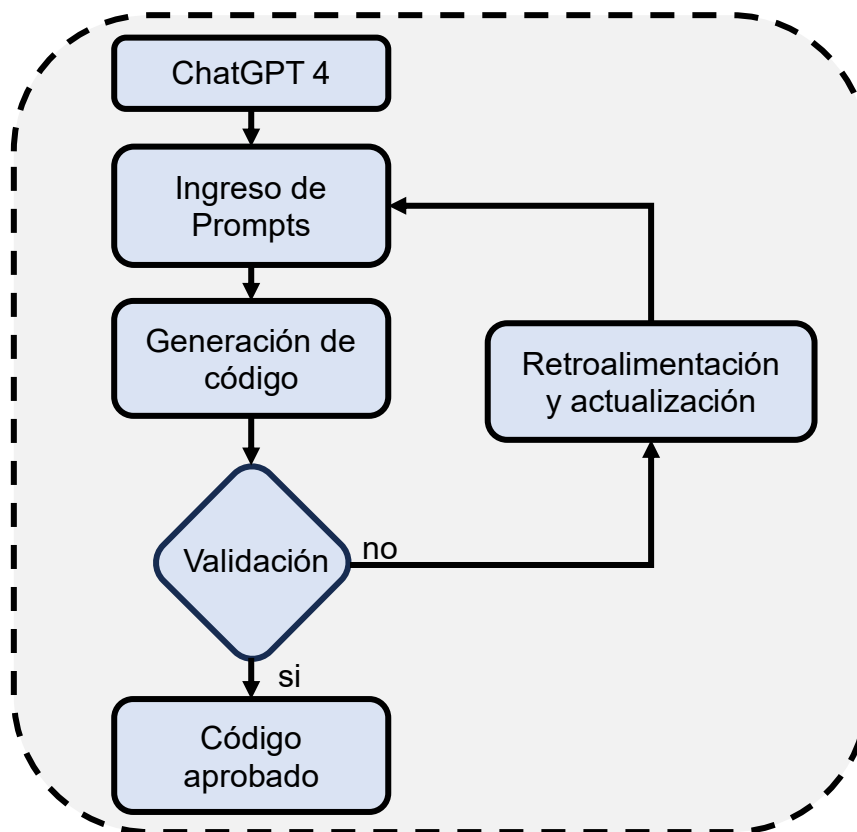 ChatGPT 4
Ingreso de
Prompts
Generación de
código
Retroalimentación
y actualización
Validación
no
si
Código
aprobado